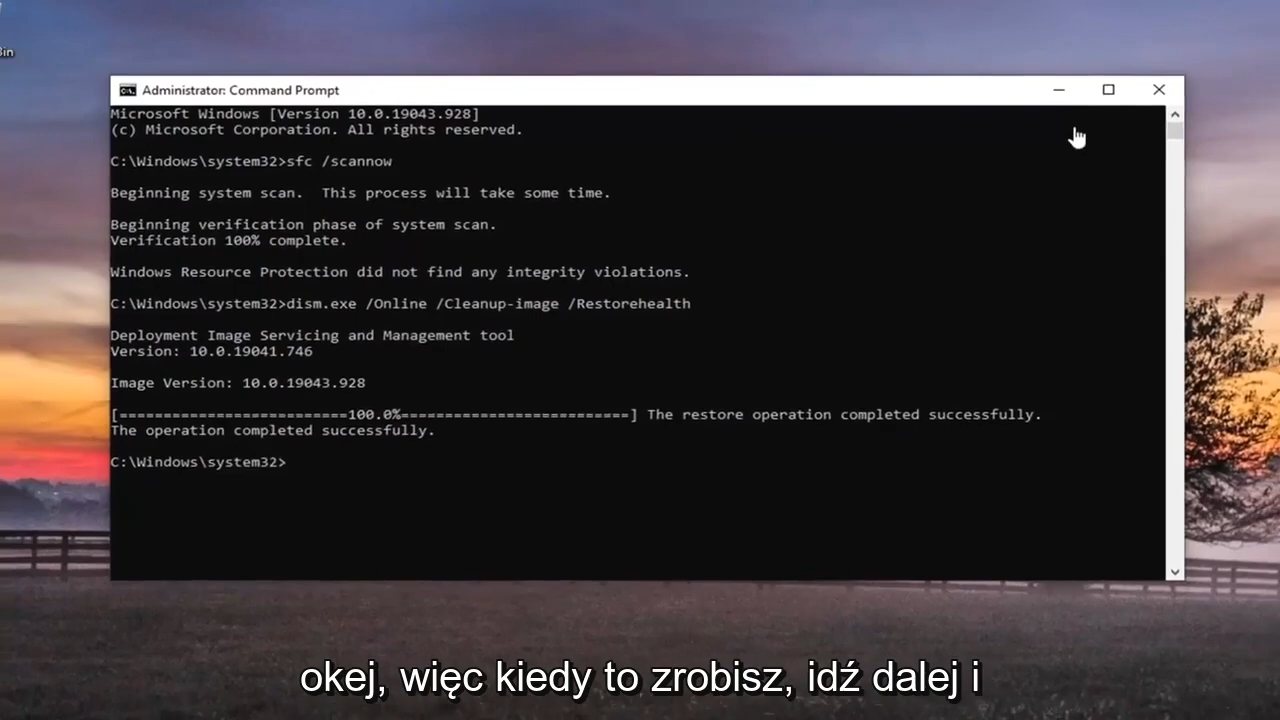 Bin
Administrator: Command Prompt
Microsoft Windows [Version 10.0.19043.928]
(c) Microsoft Corporation. All rights reserved.
C:\Windows\system32>sfc /scannow
Beginning system scan.  This process will take some time.
Beginning verification phase of system scan.
Verification 100% complete.
Windows Resource Protection did not find any integrity violations.
C:\Windows\system32>dism.exe /Online /Cleanup-image /Restorehealth
Deployment Image Servicing and Management tool
Version: 10.0.19041.746
Image Version: 10.0.19043.928
[==========================100.0%==========================] The restore operation completed successfully.
The operation completed successfully.
C:\Windows\system32>
okej, więc kiedy to zrobisz, idź dalej i